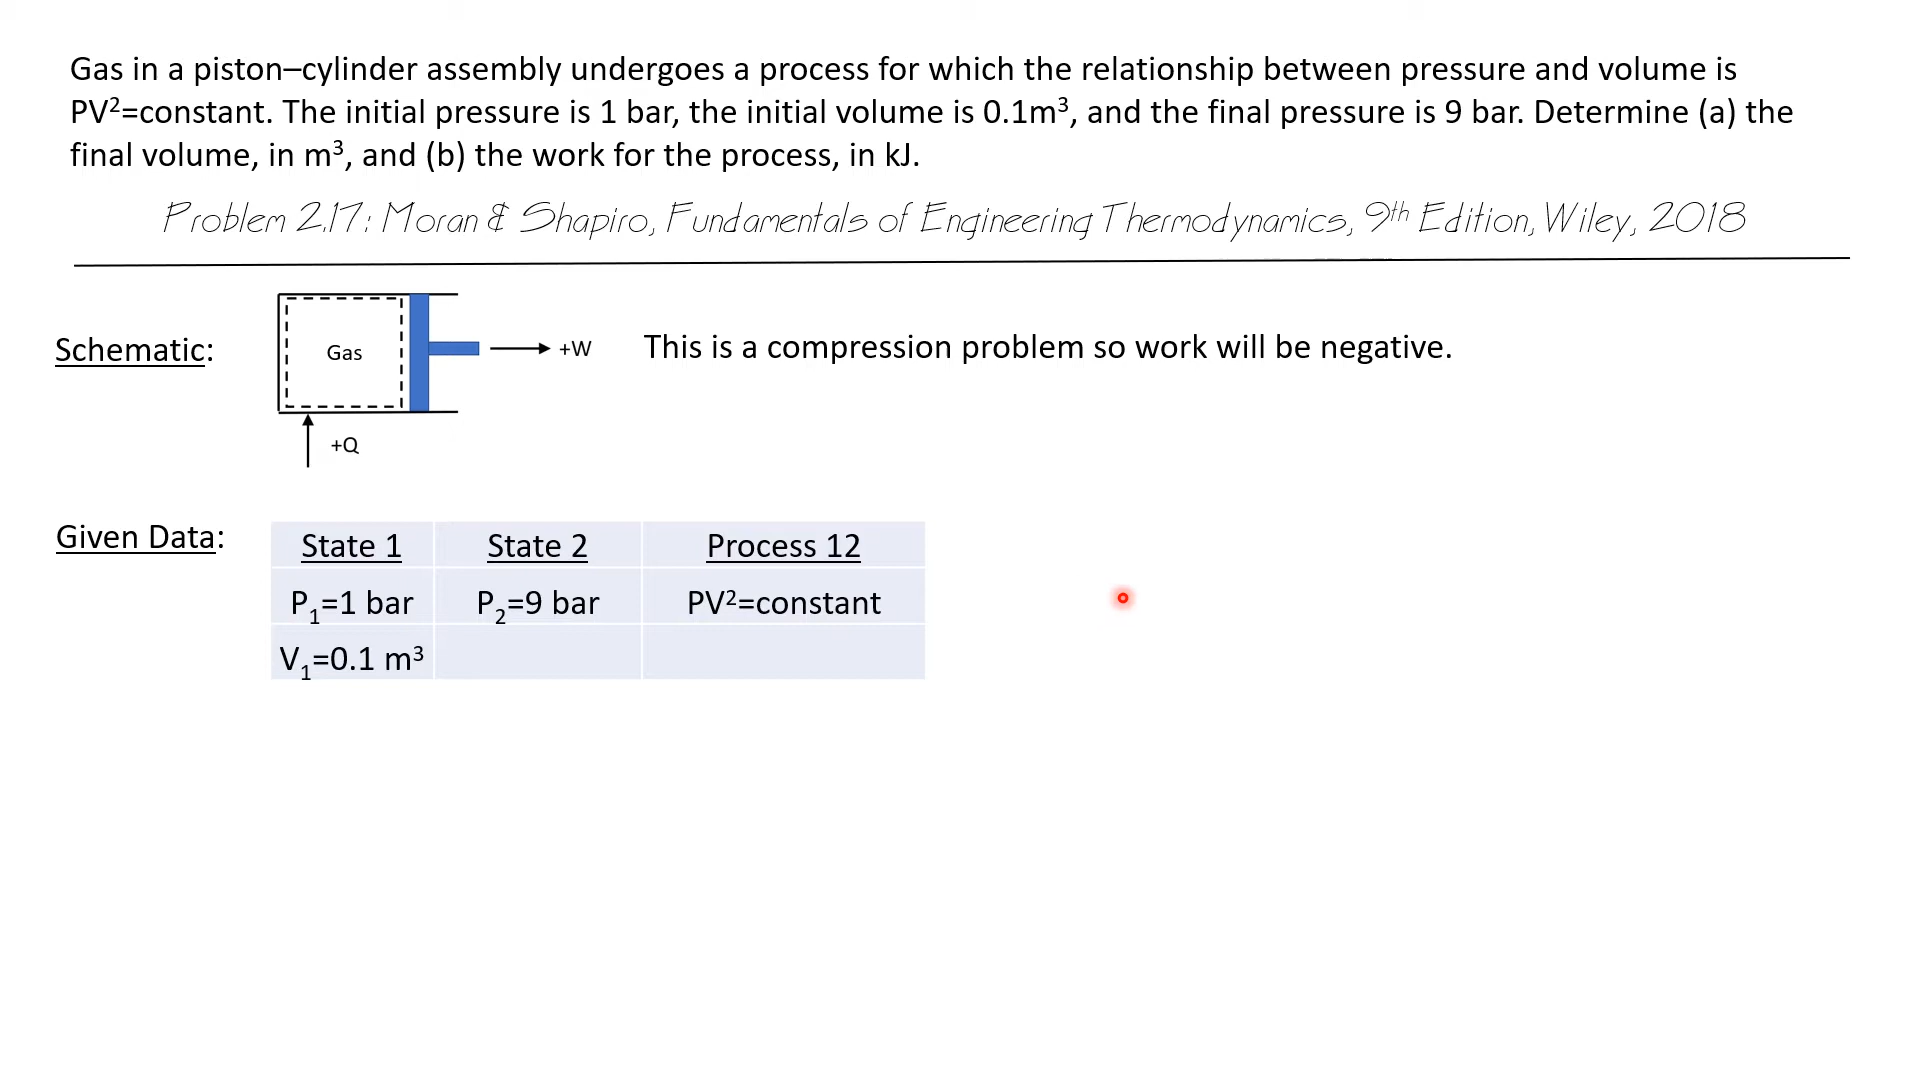 Gas in a piston–cylinder assembly undergoes a process for which the relationship between pressure and volume is
PV²=constant. The initial pressure is 1 bar, the initial volume is 0.1m³, and the final pressure is 9 bar. Determine (a) the
final volume, in m³, and (b) the work for the process, in kJ.
Problem 2.17: Moran & Shapiro, Fundamentals of Engineering Thermodynamics, 9th Edition, Wiley, 2018
Schematic:
Gas
+W
This is a compression problem so work will be negative.
+Q
Given Data:
State 1 State 2 Process 12
P₁=1 bar P₂=9 bar PV²=constant
V₁=0.1 m³